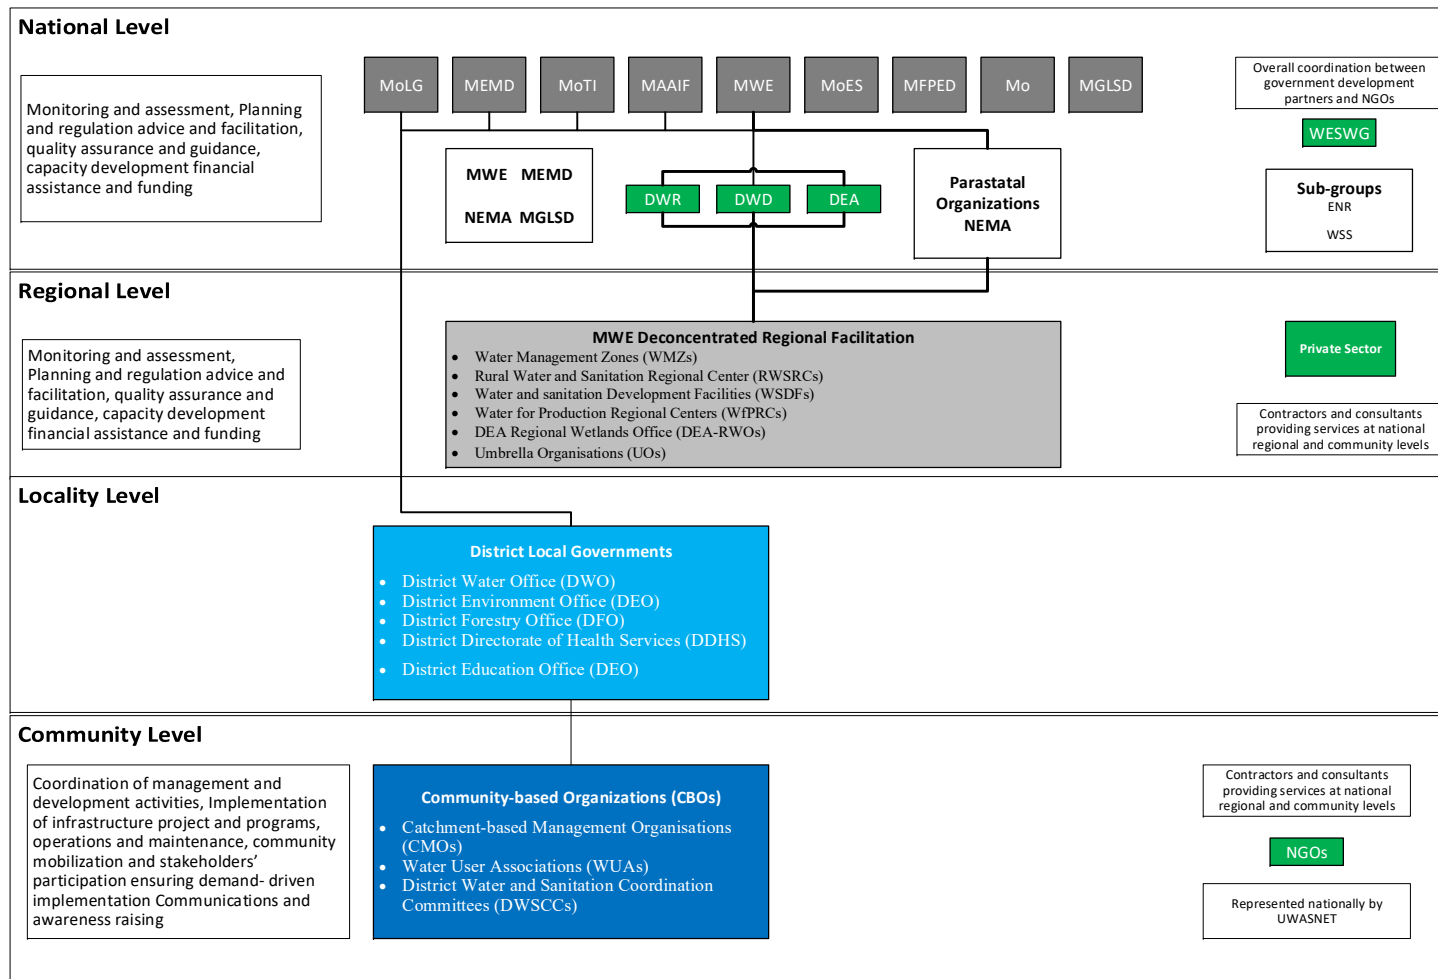 National Level
Monitoring and assessment, Planning
and regulation advice and facilitation,
quality assurance and guidance,
capacity development financial
assistance and funding
MoLG
MEMD
MoTI
MAAIF
MWE
MoES
MFPED
Mo
MGLSD
Overall coordination between
government development
partners and NGOs
WESWG
MWE MEMD
NEMA MGLSD
DWR
DWD
DEA
Parastatal
Organizations
NEMA
Sub-groups
ENR
WSS
Regional Level
Monitoring and assessment,
Planning and regulation advice and
facilitation, quality assurance and
guidance, capacity development
financial assistance and funding
MWE Deconcentrated Regional Facilitation
• Water Management Zones (WMZs)
• Rural Water and Sanitation Regional Center (RWSRCs)
• Water and sanitation Development Facilities (WSDFs)
• Water for Production Regional Centers (WfPRCs)
• DEA Regional Wetlands Office (DEA-RWOs)
• Umbrella Organisations (UOs)
Private Sector
Contractors and consultants
providing services at national
regional and community levels
Locality Level
District Local Governments
• District Water Office (DWO)
• District Environment Office (DEO)
• District Forestry Office (DFO)
• District Directorate of Health Services (DDHS)
• District Education Office (DEO)
Community Level
Coordination of management and
development activities, Implementation
of infrastructure project and programs,
operations and maintenance, community
mobilization and stakeholders’
participation ensuring demand- driven
implementation Communications and
awareness raising
Community-based Organizations (CBOs)
• Catchment-based Management Organisations
(CMOs)
• Water User Associations (WUAs)
• District Water and Sanitation Coordination
Committees (DWSCCs)
Contractors and consultants
providing services at national
regional and community levels
NGOs
Represented nationally by
UWASNET